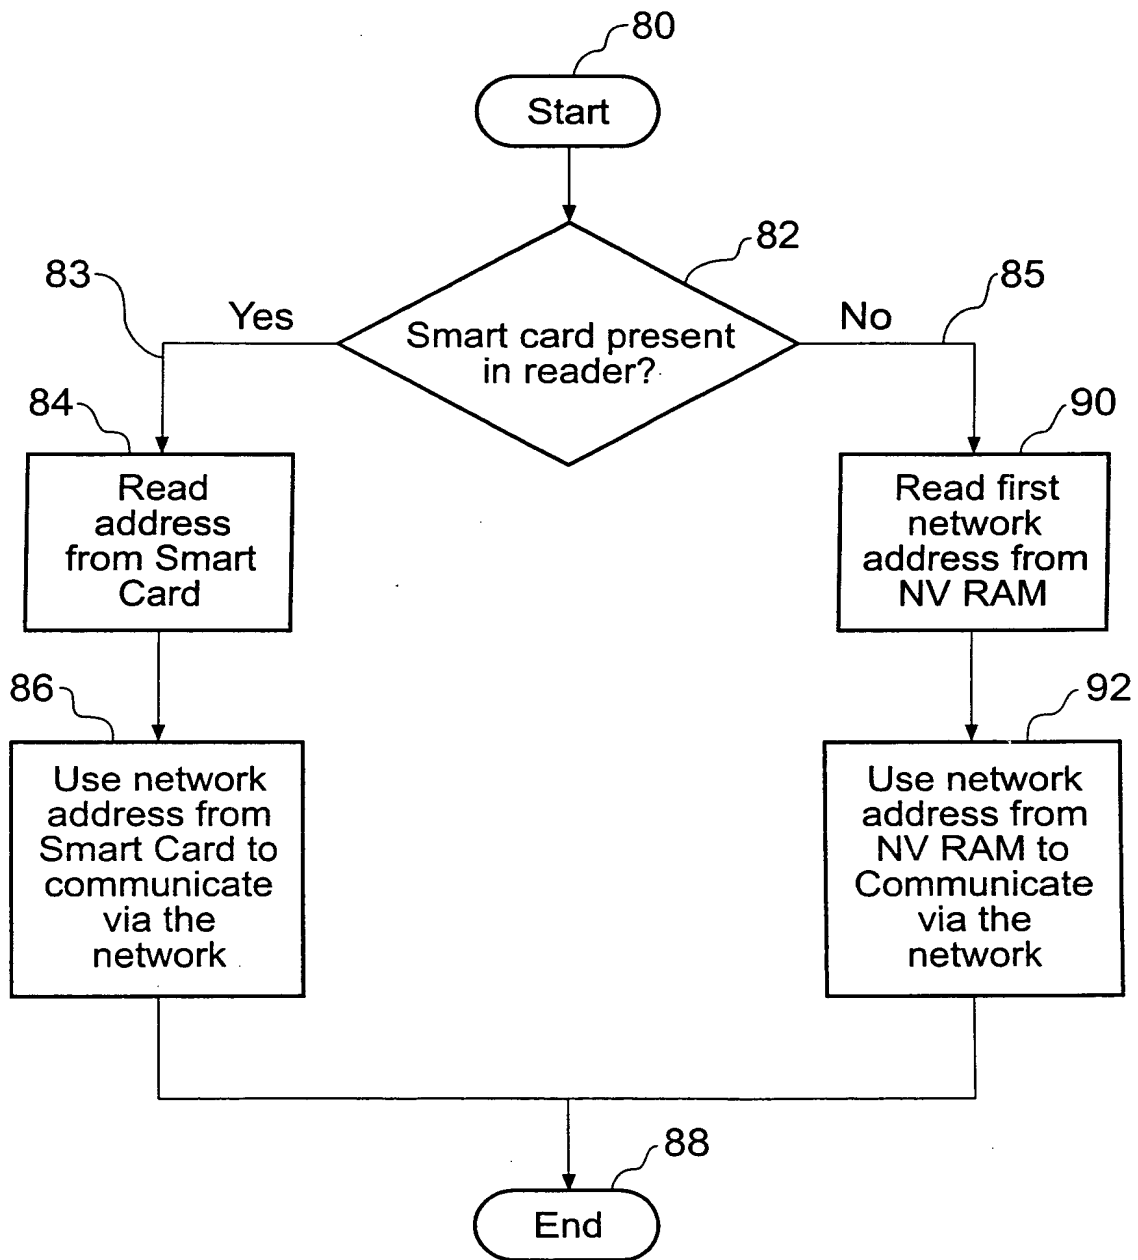 80
Start
82
83
85
Yes
No
Smart card present
in reader?
84
90
Read
address
from Smart
Card
Read first
network
address from
NV RAM
86
92
Use network
address from
Smart Card to
communicate
via the
network
Use network
address from
NV RAM to
Communicate
via the
network
88
End